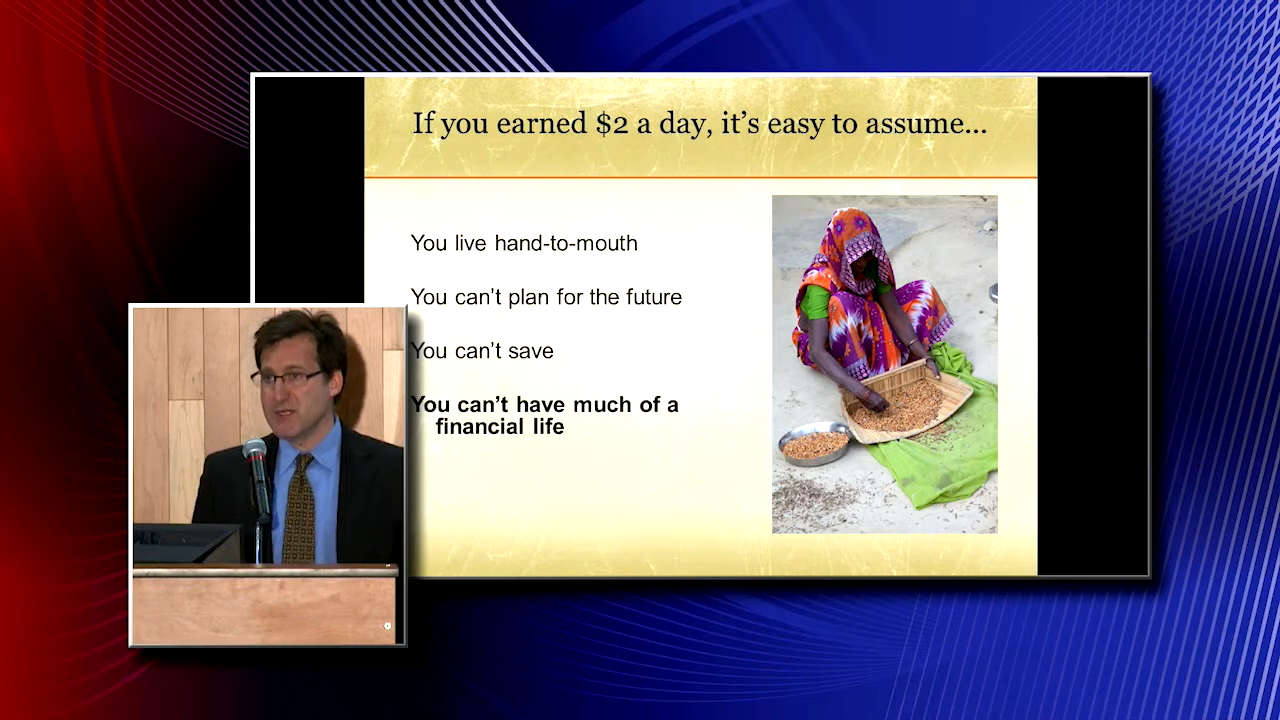 If you earned $2 a day, it's easy to assume...
You live hand-to-mouth
You can't plan for the future
You can't save
You can't have much of a
financial life